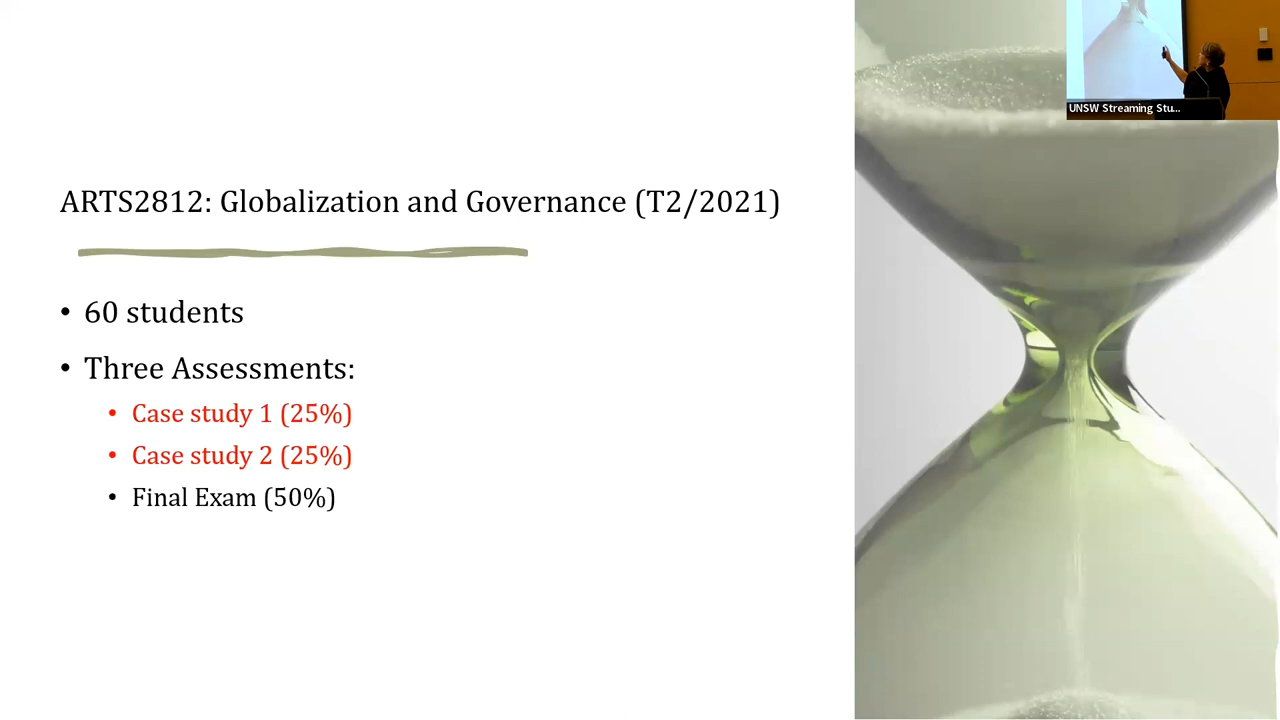 UNSW Streaming Stu...
ARTS2812: Globalization and Governance (T2/2021)
• 60 students
• Three Assessments:
• Case study 1 (25%)
• Case study 2 (25%)
• Final Exam (50%)